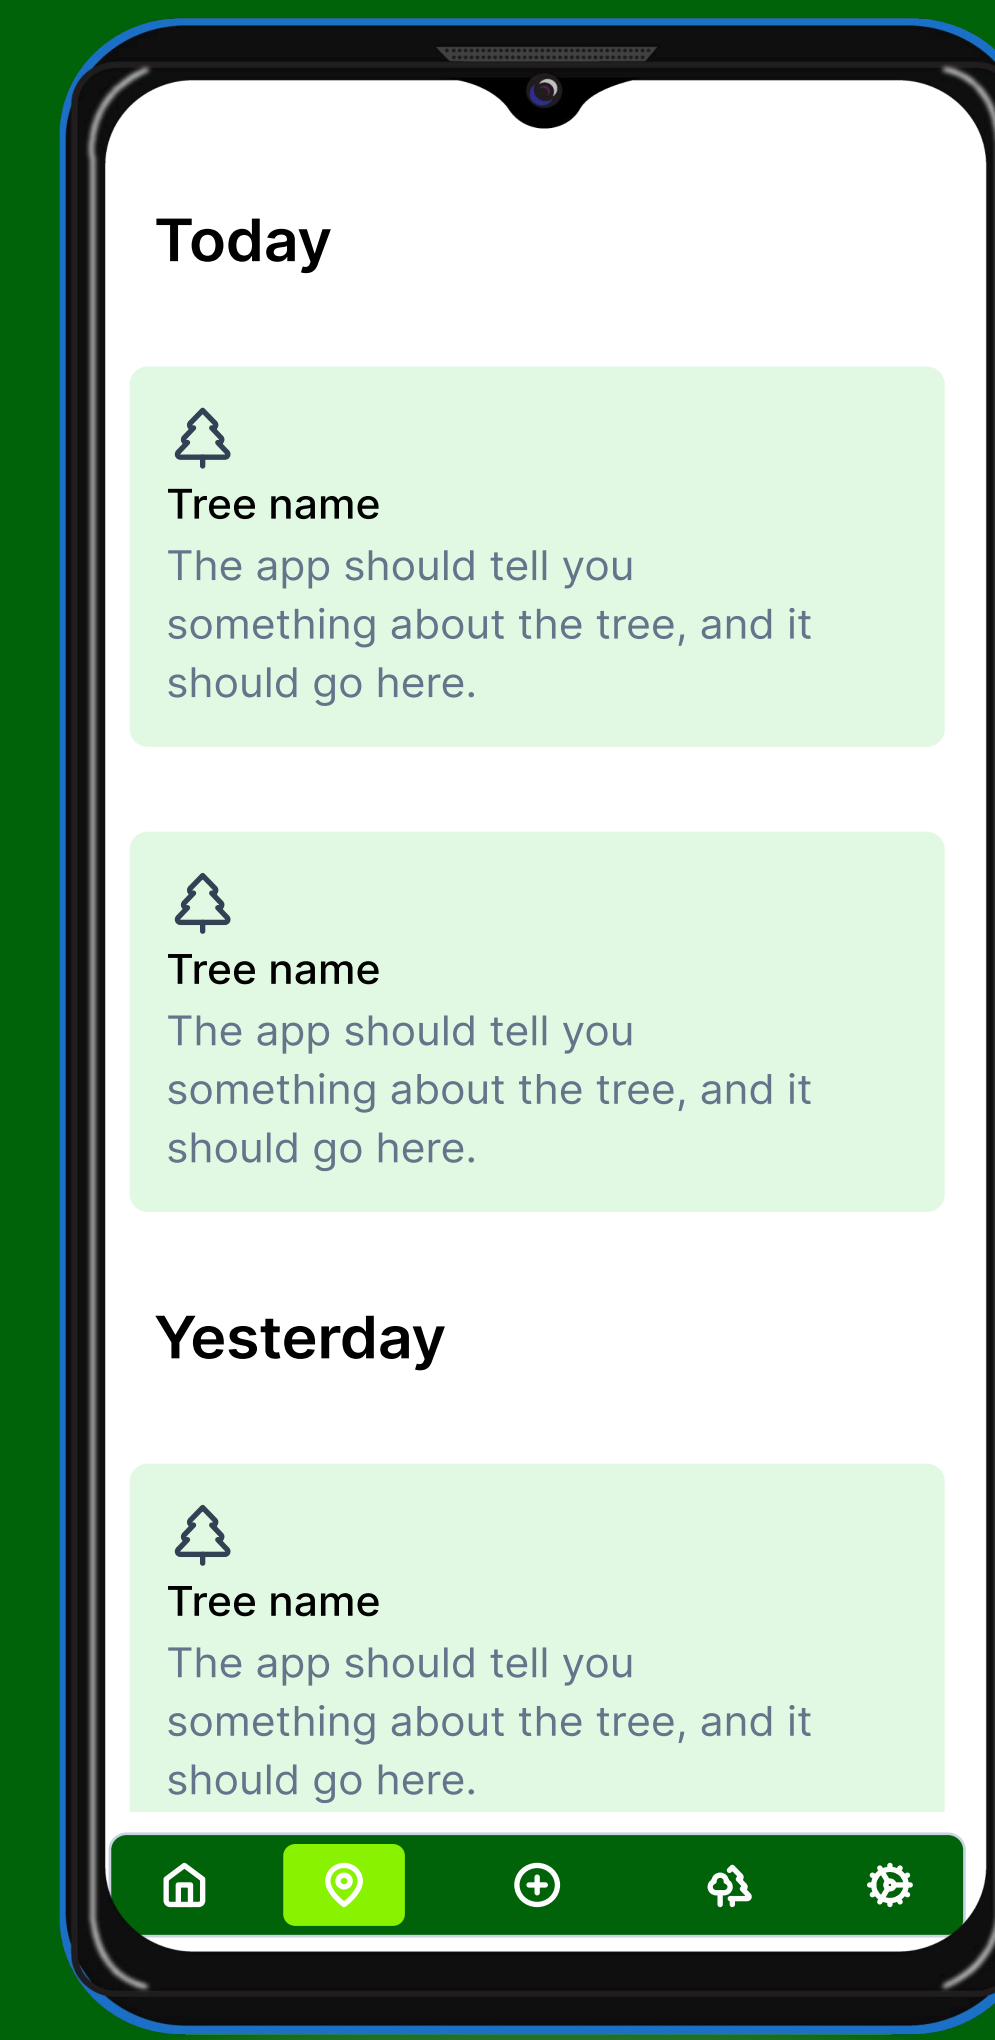 Today
Tree name
The app should tell you
something about the tree, and it
should go here.
Tree name
The app should tell you
something about the tree, and it
should go here.
Yesterday
Tree name
The app should tell you
something about the tree, and it
should go here.